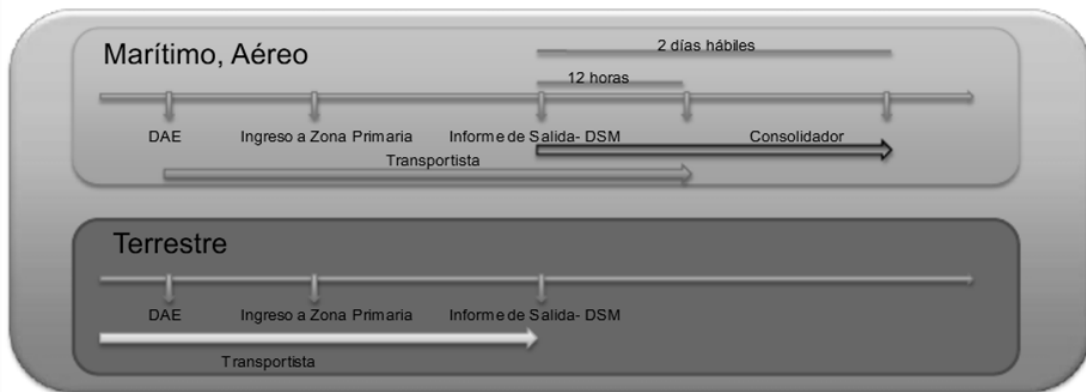 Marítimo, Aéreo
2 días hábiles
12 horas
DAE
Ingreso a Zona Primaria
Informe de Salida- DSM
Consolidador
Transportista
Terrestre
DAE
Ingreso a Zona Primaria
Informe de Salida- DSM
Transportista